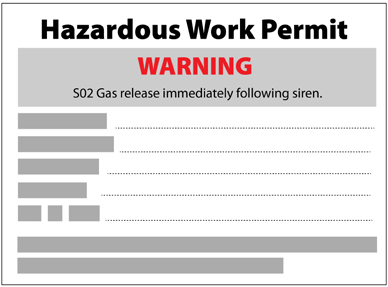 Hazardous Work Permit
WARNING
S02 Gas release immediately following siren.